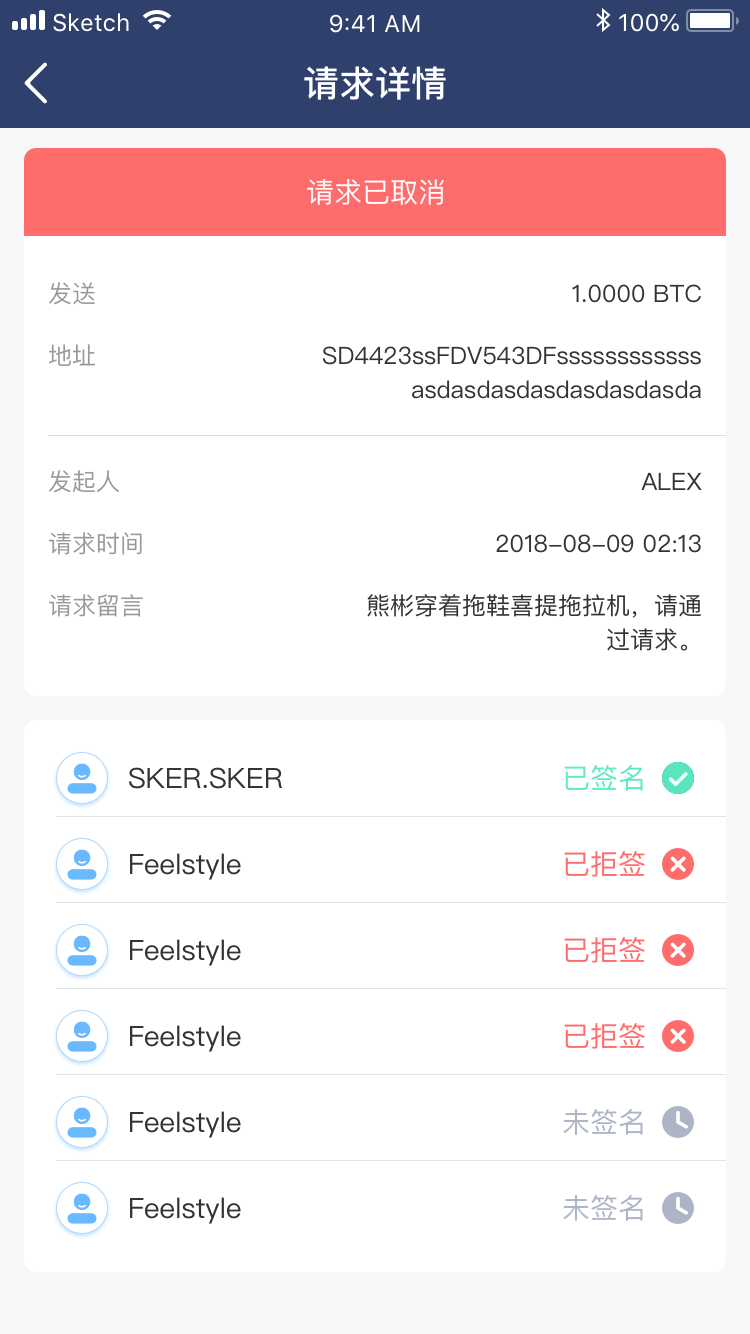 Sketch 9:41 AM 100%
请求详情
请求已取消
发送 1.0000 BTC
地址 SD4423ssFDV543DFssssssssssss
asdasdasdasdasdasdasda
发起人 ALEX
请求时间 2018-08-09 02:13
请求留言 熊彬穿着拖鞋喜提拖拉机，请通
过请求。
SKER.SKER 已签名
Feelstyle 已拒签
Feelstyle 已拒签
Feelstyle 已拒签
Feelstyle 未签名
Feelstyle 未签名